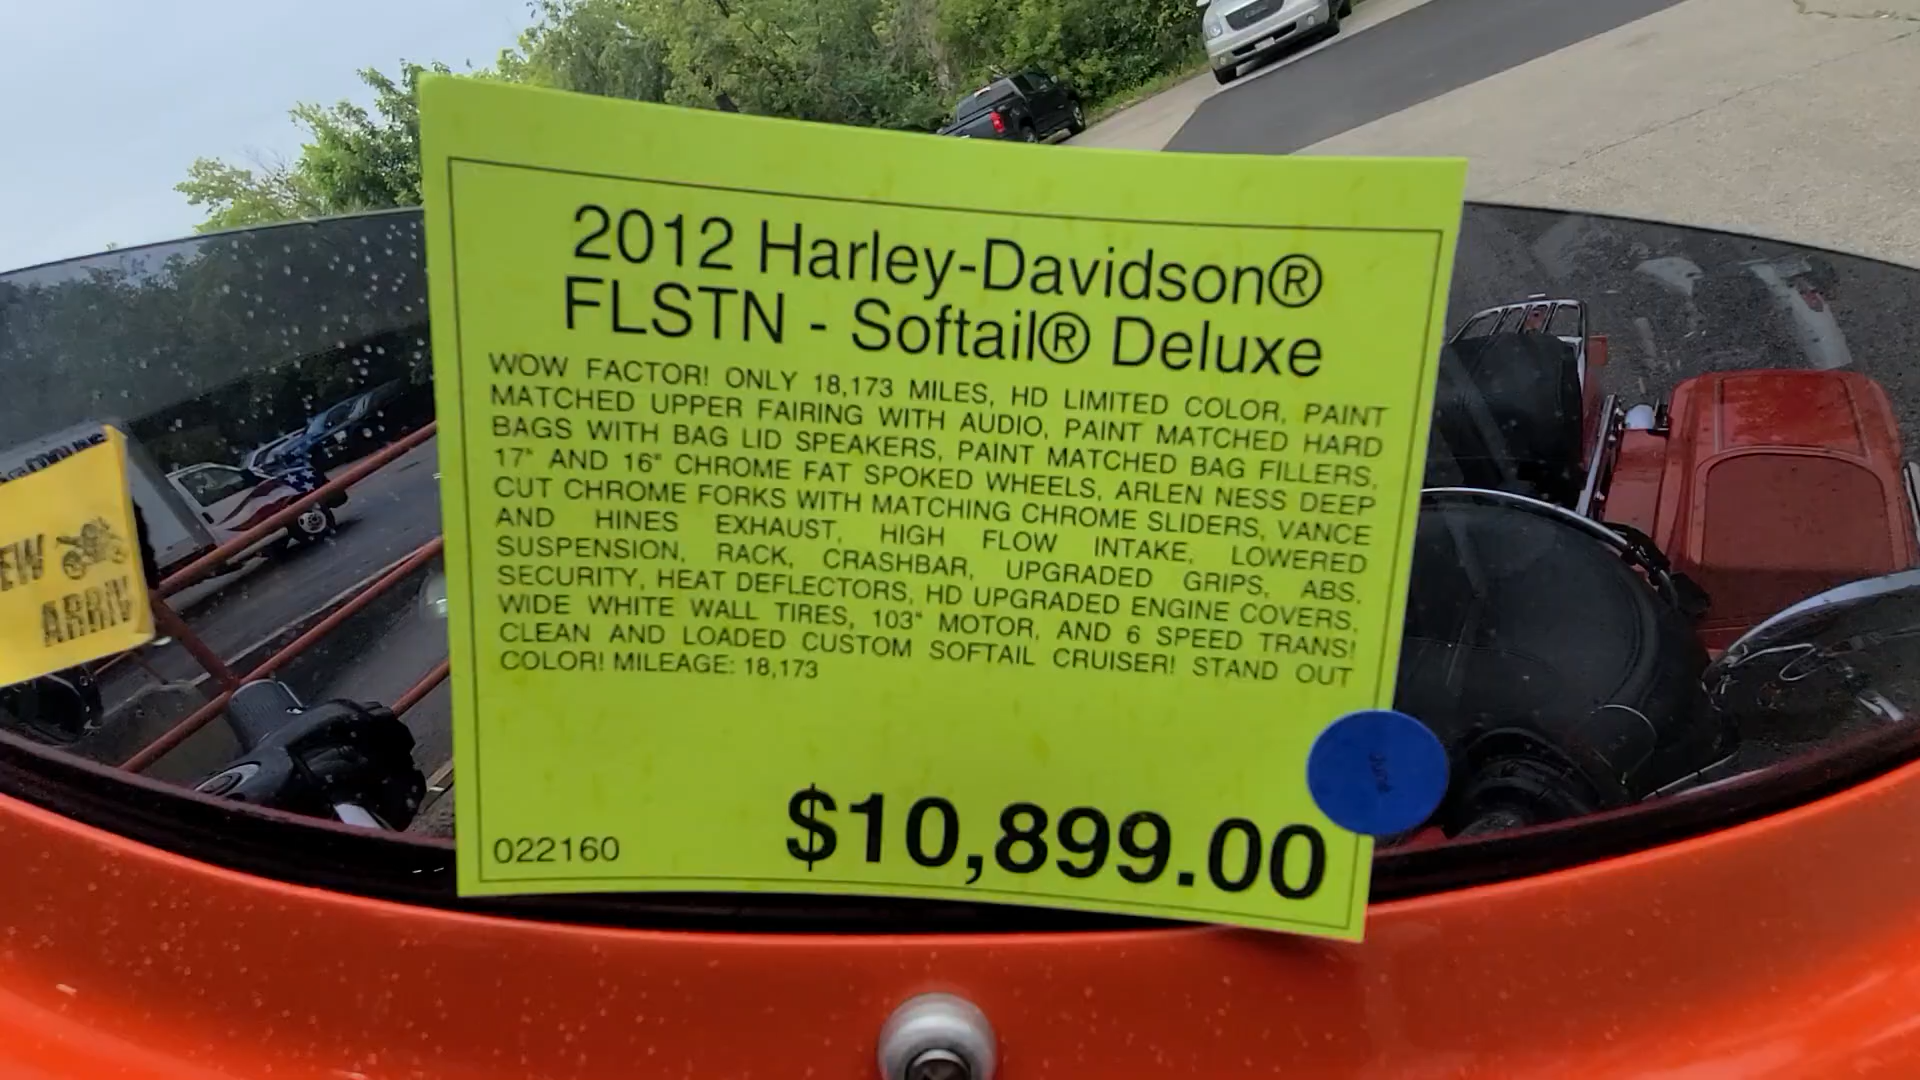 2012 Harley-Davidson®
FLSTN - Softail® Deluxe
WOW FACTOR! ONLY 18,173 MILES, HD LIMITED COLOR, PAINT
MATCHED UPPER FAIRING WITH AUDIO, PAINT MATCHED HARD
BAGS WITH BAG LID SPEAKERS, PAINT MATCHED BAG FILLERS,
17" AND 16" CHROME FAT SPOKED WHEELS, ARLEN NESS DEEP
CUT CHROME FORKS WITH MATCHING CHROME SLIDERS, VANCE
AND HINES EXHAUST, HIGH FLOW INTAKE, LOWERED
SUSPENSION, RACK, CRASHBAR, UPGRADED GRIPS, ABS,
SECURITY, HEAT DEFLECTORS, HD UPGRADED ENGINE COVERS,
WIDE WHITE WALL TIRES, 103" MOTOR, AND 6 SPEED TRANS!
CLEAN AND LOADED CUSTOM SOFTAIL CRUISER! STAND OUT
COLOR! MILEAGE: 18,173
022160
$10,899.00
EW
ARRIV